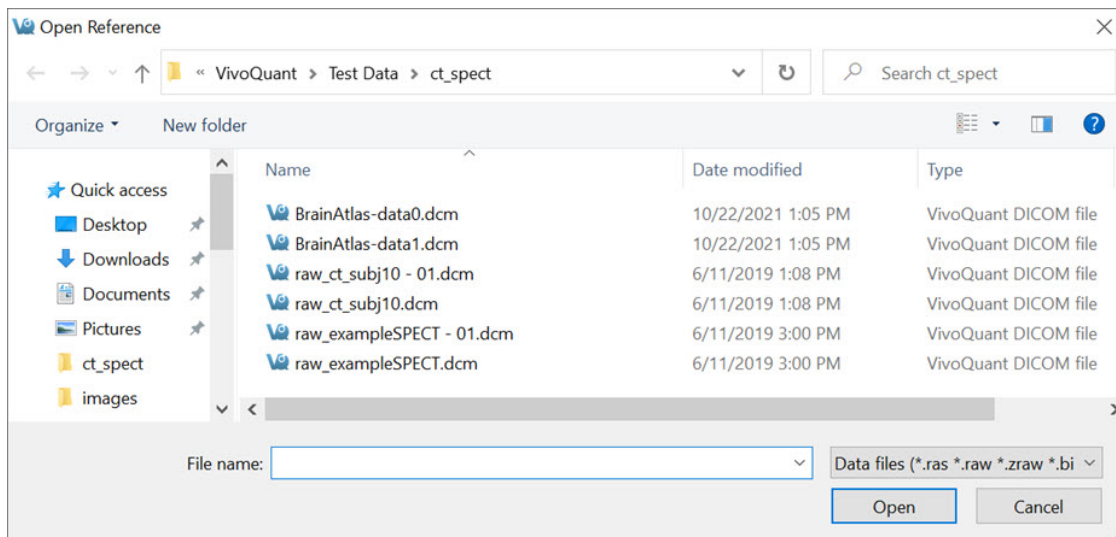 Open Reference
« VivoQuant > Test Data > ct_spect
Search ct_spect
Organize
New folder
Name
Date modified
Type
Quick access
Desktop
Downloads
Documents
Pictures
ct_spect
images
BrainAtlas-data0.dcm 10/22/2021 1:05 PM VivoQuant DICOM file
BrainAtlas-data1.dcm 10/22/2021 1:05 PM VivoQuant DICOM file
raw_ct_subj10 - 01.dcm 6/11/2019 1:08 PM VivoQuant DICOM file
raw_ct_subj10.dcm 6/11/2019 1:08 PM VivoQuant DICOM file
raw_exampleSPECT - 01.dcm 6/11/2019 3:00 PM VivoQuant DICOM file
raw_exampleSPECT.dcm 6/11/2019 3:00 PM VivoQuant DICOM file
File name:
Data files (*.ras *.raw *.zraw *.bi
Open
Cancel